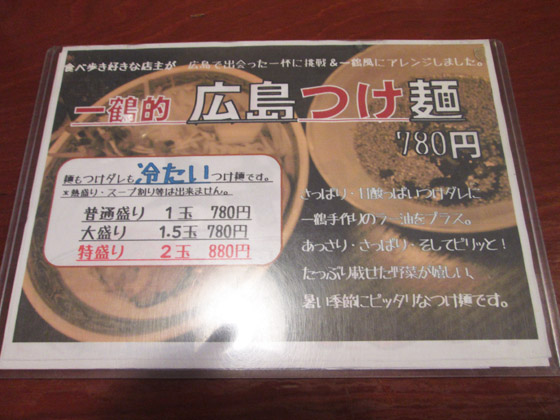 食べ歩き好きな店主が、広島で出会った一杯に挑戦&一鶴風にアレンジしました。
一鶴的 広島つけ麺
780円
麺もつけダレも冷たいつけ麺です。
*熱盛り・スープ割り等は出来ません。
普通盛り 1玉 780円
大盛り 1.5玉 780円
特盛り 2玉 880円
さっぱり・甘酸っぱいつけダレに
一鶴手作りのラー油をプラス。
あっさり・さっぱり・そしてピリッと!
たっぷり載せた野菜が嬉しい、
暑い季節にピッタリなつけ麺です。